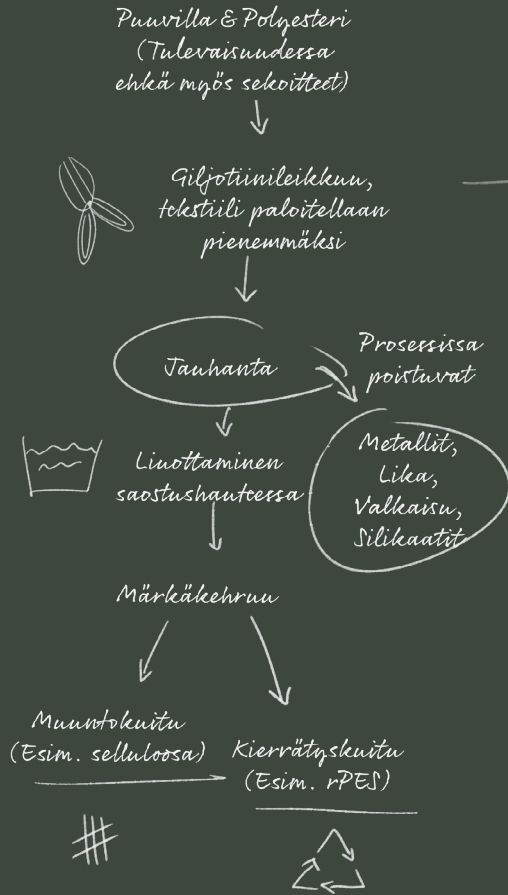 Puuvilla & Polyesteri
(Tulevaisuudessa
ehkä myös sekoitteet)
Giljotiinileikkuu,
tekstiili paloitellaan
pienemmäksi
Jauhanta
Prosessissa
poistuvat
Metallit,
Lika,
Valkaisu,
Silikaatit
Liuottaminen
saostushauteessa
Märkäkehruu
Muuntokuitu
(Esim. selluloosa)
Kierrätyskuitu
(Esim. rPES)